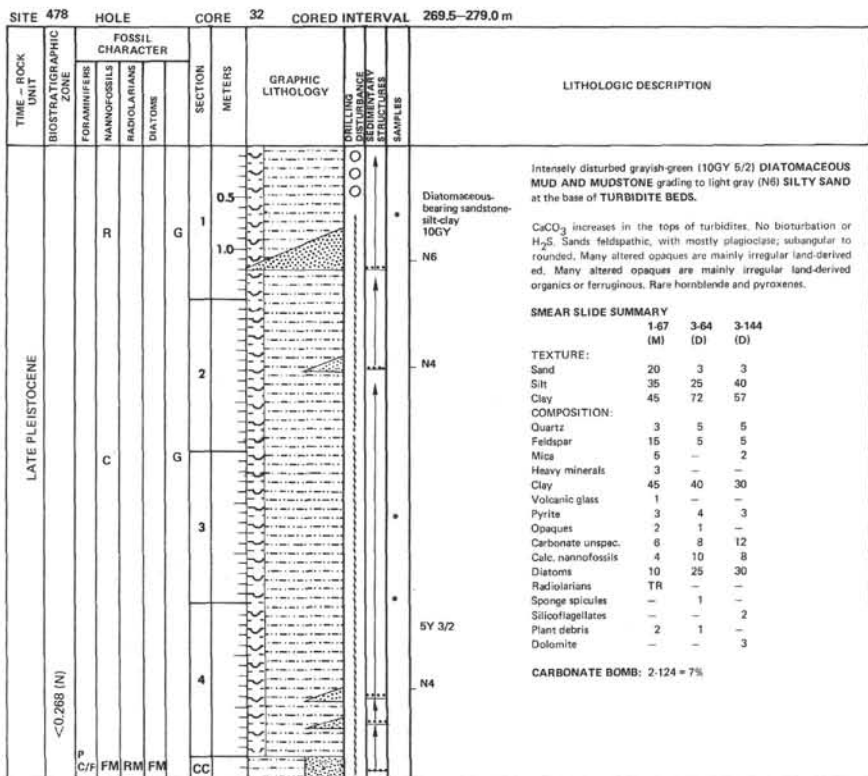 SITE 478 HOLE CORE 32 CORED INTERVAL 269.5–279.0 m
TIME – ROCK UNIT
BIOSTRATIGRAPHIC ZONE
FOSSIL CHARACTER
FORAMINIFERS
NANNOFOSSILS
RADIOLARIANS
DIATOMS
SECTION
METERS
GRAPHIC LITHOLOGY
DRILLING DISTURBANCE
SEDIMENTARY STRUCTURES
SAMPLES
LITHOLOGIC DESCRIPTION
LATE PLEISTOCENE
<0.268 (N)
R G
C G
P
C/F FM RM FM
1
0.5
1.0
2
3
4
CC
Diatomaceous-
bearing sandstone-
silt-clay
10GY
N6
N4
5Y 3/2
N4
Intensely disturbed grayish-green (10GY 5/2) DIATOMACEOUS
MUD AND MUDSTONE grading to light gray (N6) SILTY SAND
at the base of TURBIDITE BEDS.
CaCO3 increases in the tops of turbidites. No bioturbation or
H2S. Sands feldspathic, with mostly plagioclase; subangular to
rounded. Many altered opaques are mainly irregular land-derived
ed. Many altered opaques are mainly irregular land-derived
organics or ferruginous. Rare hornblende and pyroxenes.
SMEAR SLIDE SUMMARY
1-67 3-64 3-144
(M) (D) (D)
TEXTURE:
Sand 20 3 3
Silt 35 25 40
Clay 45 72 57
COMPOSITION:
Quartz 3 5 5
Feldspar 15 5 5
Mica 5 – 2
Heavy minerals 3 – –
Clay 45 40 30
Volcanic glass 1 – –
Pyrite 3 4 3
Opaques 2 1 –
Carbonate unspec. 6 8 12
Calc. nannofossils 4 10 8
Diatoms 10 25 30
Radiolarians TR – –
Sponge spicules – 1 –
Silicoflagellates – – 2
Plant debris 2 1 –
Dolomite – – 3
CARBONATE BOMB: 2-124 = 7%